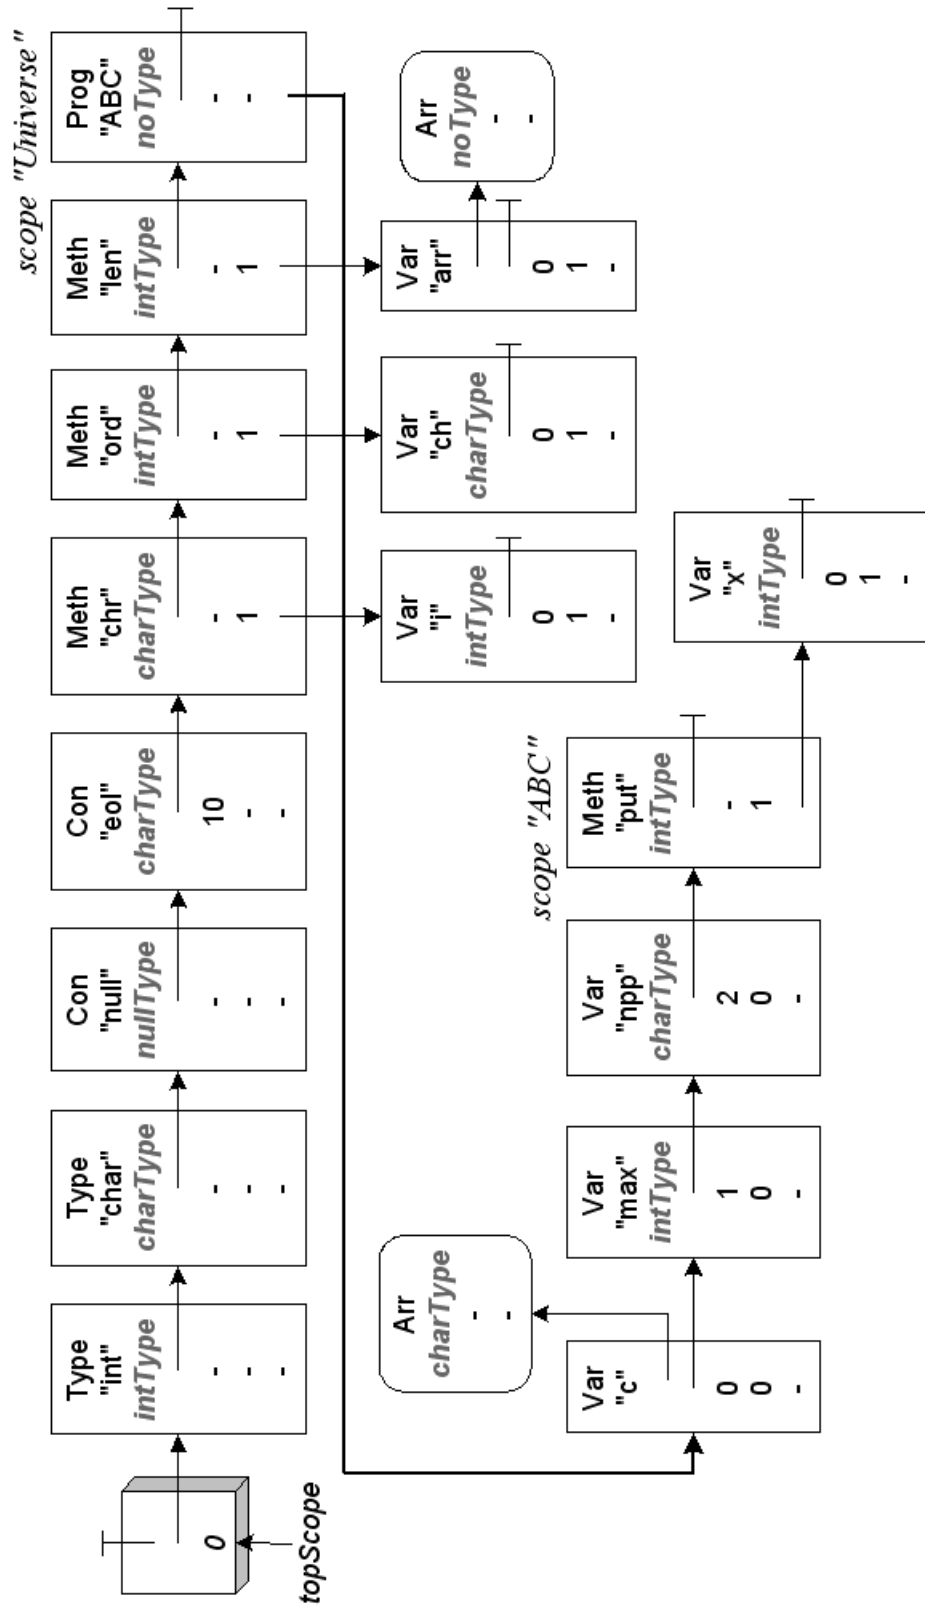 scope "Universe"
0
topScope
Type
"int"
intType
-
-
-
Type
"char"
charType
-
-
-
Con
"null"
nullType
-
-
-
Con
"eol"
charType
10
-
-
Meth
"chr"
charType
-
1
Meth
"ord"
intType
-
1
Meth
"len"
intType
-
1
Prog
"ABC"
noType
-
-
Var
"i"
intType
0
1
-
Var
"ch"
charType
0
1
-
Var
"arr"
0
1
-
Arr
noType
-
-
Arr
charType
-
-
scope "ABC"
Var
"c"
0
0
-
Var
"max"
intType
1
0
-
Var
"npp"
charType
2
0
-
Meth
"put"
intType
-
1
Var
"x"
intType
0
1
-